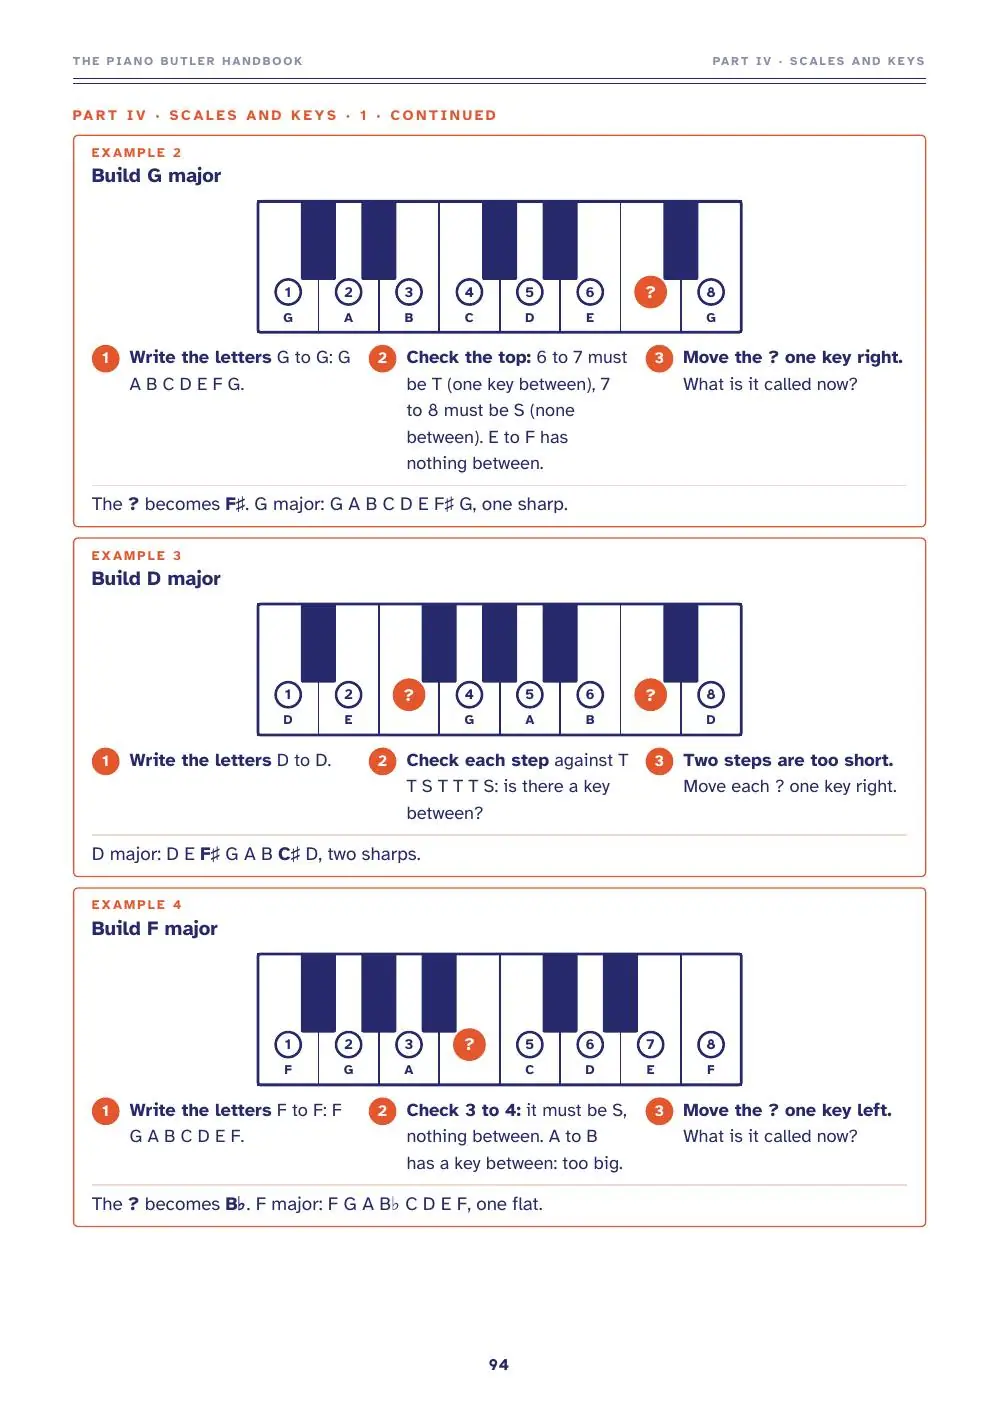 THE PIANO BUTLER HANDBOOK
PART IV · SCALES AND KEYS
PART IV · SCALES AND KEYS · 1 · CONTINUED
EXAMPLE 2
Build G major
1 2 3 4 5 6 ? 8
G A B C D E G
1 Write the letters G to G: G
A B C D E F G.
2 Check the top: 6 to 7 must
be T (one key between), 7
to 8 must be S (none
between). E to F has
nothing between.
3 Move the ? one key right.
What is it called now?
The ? becomes F♯. G major: G A B C D E F♯ G, one sharp.
EXAMPLE 3
Build D major
1 2 ? 4 5 6 ? 8
D E G A B D
1 Write the letters D to D.
2 Check each step against T
T S T T T S: is there a key
between?
3 Two steps are too short.
Move each ? one key right.
D major: D E F♯ G A B C♯ D, two sharps.
EXAMPLE 4
Build F major
1 2 3 ? 5 6 7 8
F G A C D E F
1 Write the letters F to F: F
G A B C D E F.
2 Check 3 to 4: it must be S,
nothing between. A to B
has a key between: too big.
3 Move the ? one key left.
What is it called now?
The ? becomes B♭. F major: F G A B♭ C D E F, one flat.
94